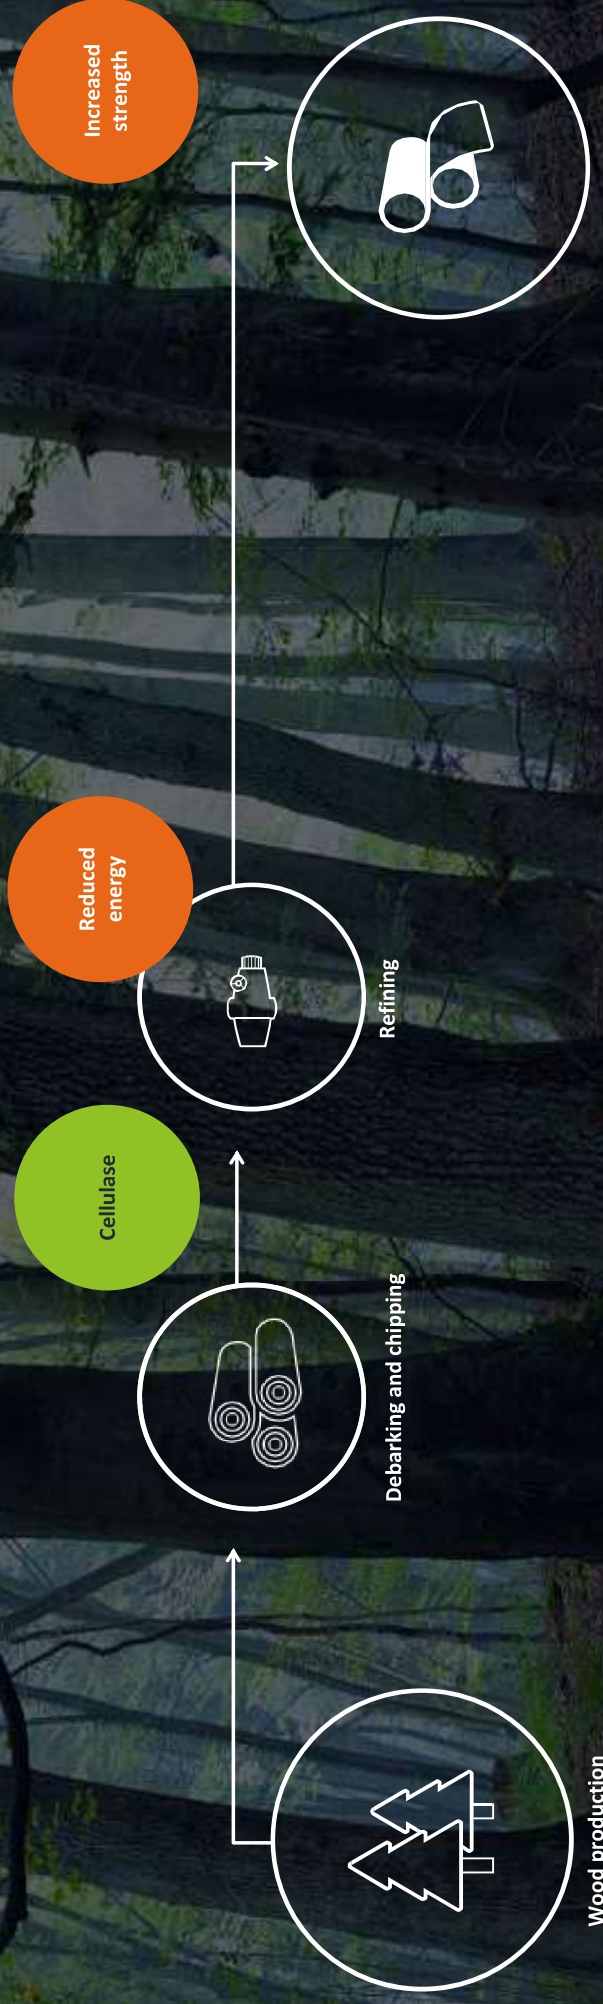 Wood production
Debarking and chipping
Cellulase
Refining
Reduced
energy
Increased
strength